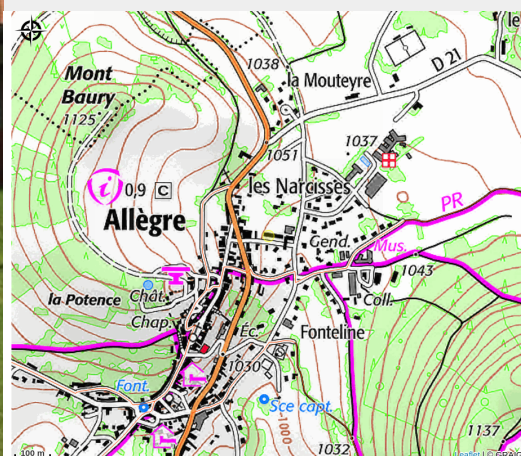 le
1038
la Mouteyre
D 21
Mont
Baury
1125
1037
1051
i
0,9 C
les Narcisses
PR
Allègre
Gend.
Mus.
1043
la Potence
Chât.
Coll.
Chap.
Éc.
Fonteline
1030
Font.
Sce capt.
1000
1137
1032
100 m
Leaflet